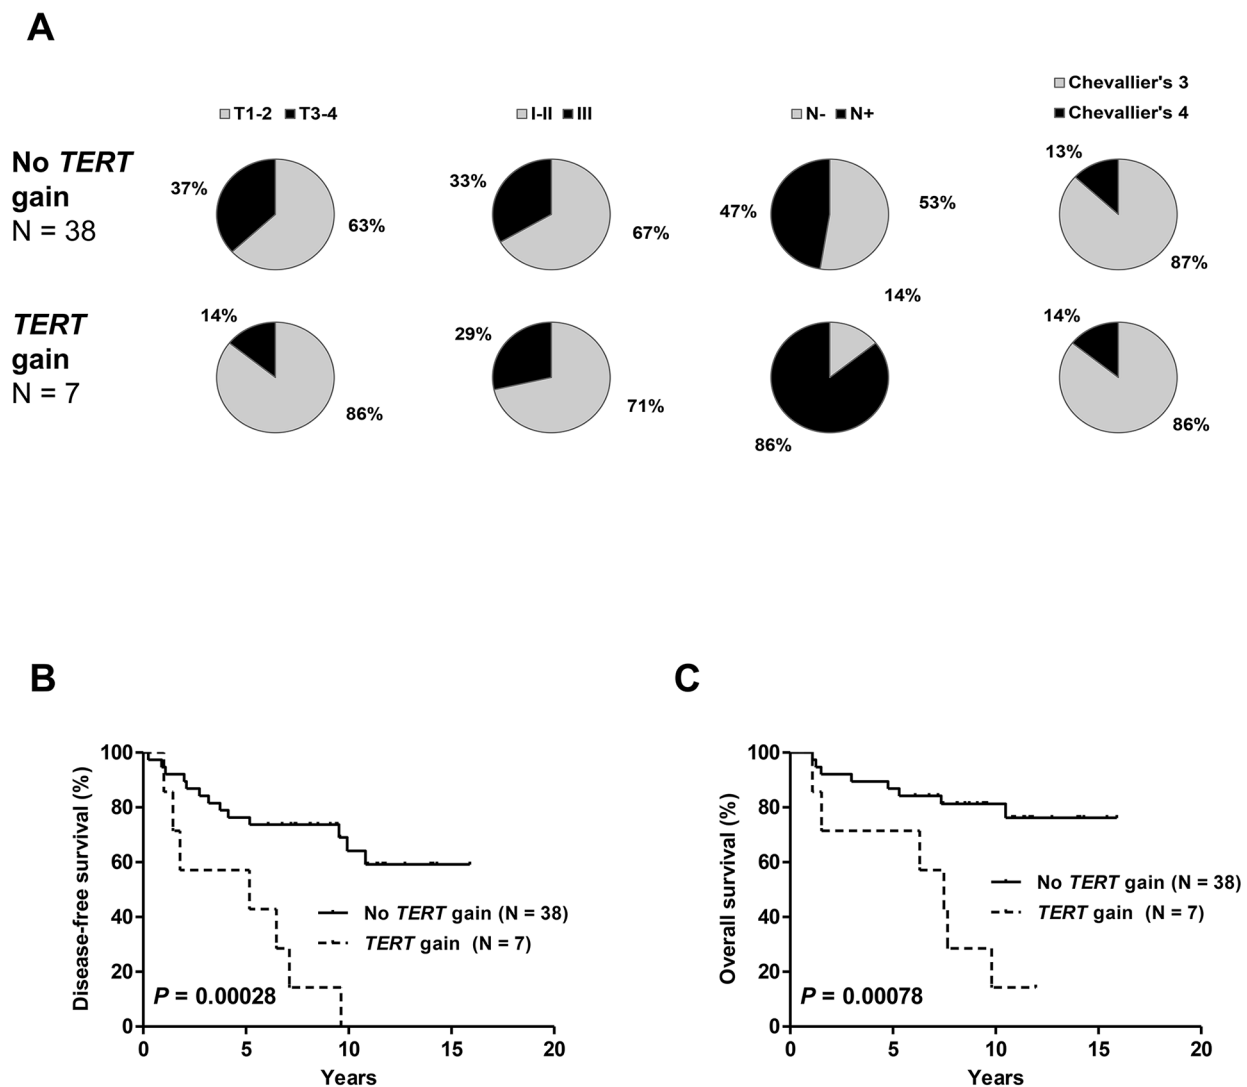 A
T1-2 T3-4
I-II III
N- N+
Chevallier's 3
Chevallier's 4
No TERT
gain
N = 38
37%
63%
33%
67%
47%
53%
13%
87%
TERT
gain
N = 7
14%
86%
29%
71%
14%
86%
14%
86%
B
Disease-free survival (%)
100
80
60
40
20
0
0 5 10 15 20
Years
No TERT gain (N = 38)
TERT gain (N = 7)
P = 0.00028
C
Overall survival (%)
100
80
60
40
20
0
0 5 10 15 20
Years
No TERT gain (N = 38)
TERT gain (N = 7)
P = 0.00078